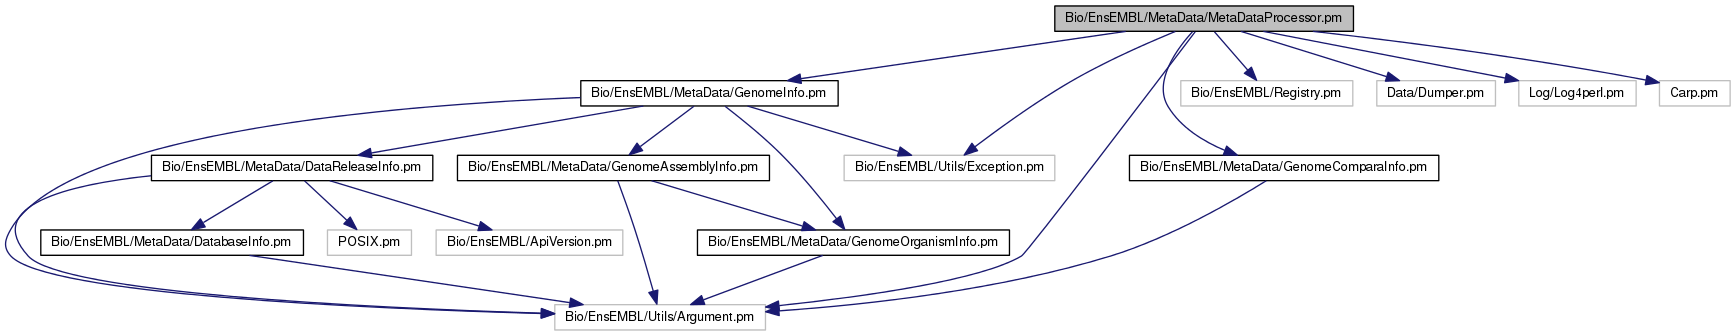 Bio/EnsEMBL/MetaData/MetaDataProcessor.pm
Bio/EnsEMBL/MetaData/GenomeInfo.pm
Bio/EnsEMBL/Registry.pm
Data/Dumper.pm
Log/Log4perl.pm
Carp.pm
Bio/EnsEMBL/MetaData/DataReleaseInfo.pm
Bio/EnsEMBL/MetaData/GenomeAssemblyInfo.pm
Bio/EnsEMBL/Utils/Exception.pm
Bio/EnsEMBL/MetaData/GenomeComparaInfo.pm
Bio/EnsEMBL/MetaData/DatabaseInfo.pm
POSIX.pm
Bio/EnsEMBL/ApiVersion.pm
Bio/EnsEMBL/MetaData/GenomeOrganismInfo.pm
Bio/EnsEMBL/Utils/Argument.pm